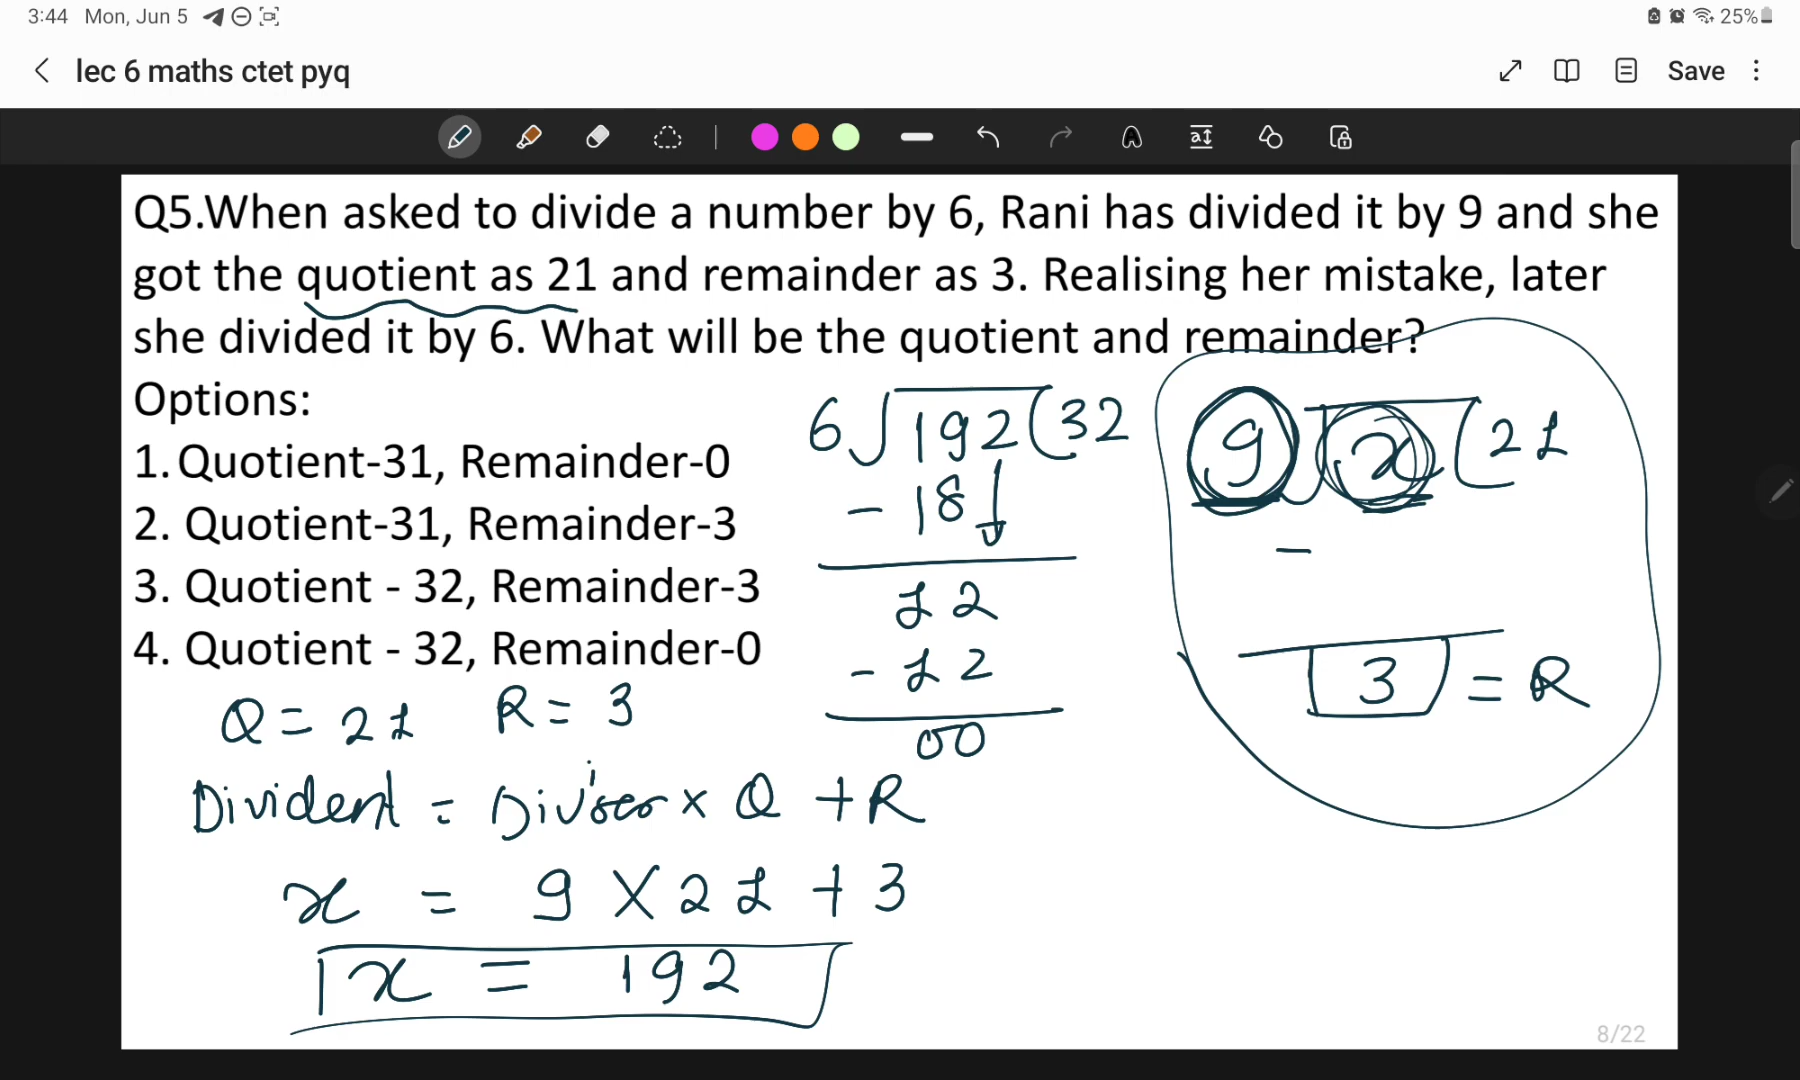 3:44 Mon, Jun 5
25%
lec 6 maths ctet pyq
Save
Q5.When asked to divide a number by 6, Rani has divided it by 9 and she
got the quotient as 21 and remainder as 3. Realising her mistake, later
she divided it by 6. What will be the quotient and remainder?
Options:
1. Quotient-31, Remainder-0
2. Quotient-31, Remainder-3
3. Quotient - 32, Remainder-3
4. Quotient - 32, Remainder-0
6 192 ( 32
- 18
12
- 12
00
9 x ( 21
-
3 = R
Q = 21 R = 3
Divident = Divisor × Q + R
x = 9 × 21 + 3
x = 192
8/22